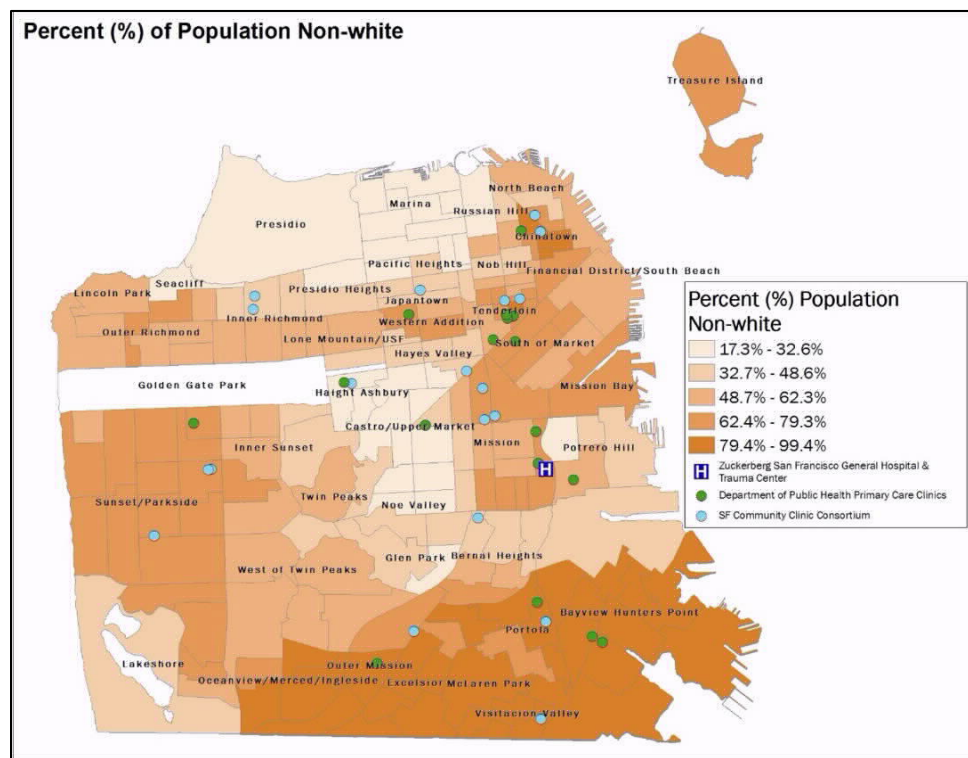 Percent (%) of Population Non-white
Treasure Island
North Beach
Marina
Russian Hill
Presidio
Chinatown
Pacific Heights
Nob Hill
Financial District/South Beach
Seacliff
Lincoln Park
Presidio Heights
Japantown
Inner Richmond
Tenderloin
Outer Richmond
Western Addition
Lone Mountain/USF
South of Market
Hayes Valley
Golden Gate Park
Mission Bay
Haight Ashbury
Castro/Upper Market
Mission
Potrero Hill
Inner Sunset
Twin Peaks
Sunset/Parkside
Noe Valley
Glen Park
Bernal Heights
West of Twin Peaks
Bayview Hunters Point
Portola
Lakeshore
Outer Mission
Oceanview/Merced/Ingleside
Excelsior
McLaren Park
Visitacion Valley
Percent (%) Population
Non-white
17.3% - 32.6%
32.7% - 48.6%
48.7% - 62.3%
62.4% - 79.3%
79.4% - 99.4%
H
Zuckerberg San Francisco General Hospital &
Trauma Center
Department of Public Health Primary Care Clinics
SF Community Clinic Consortium
H